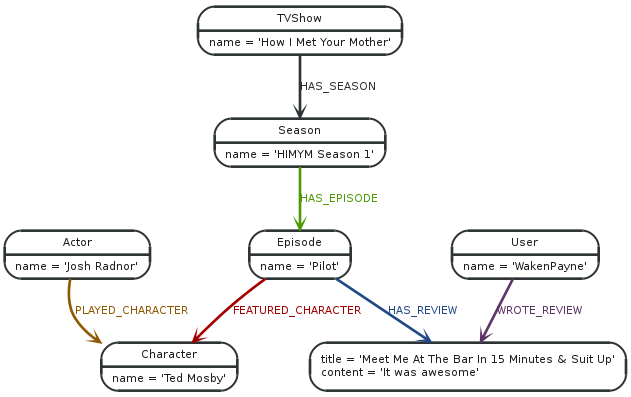 TVShow
name = 'How I Met Your Mother'
HAS_SEASON
Season
name = 'HIMYM Season 1'
HAS_EPISODE
Actor
name = 'Josh Radnor'
Episode
name = 'Pilot'
User
name = 'WakenPayne'
PLAYED_CHARACTER
FEATURED_CHARACTER
HAS_REVIEW
WROTE_REVIEW
Character
name = 'Ted Mosby'
title = 'Meet Me At The Bar In 15 Minutes & Suit Up'
content = 'It was awesome'